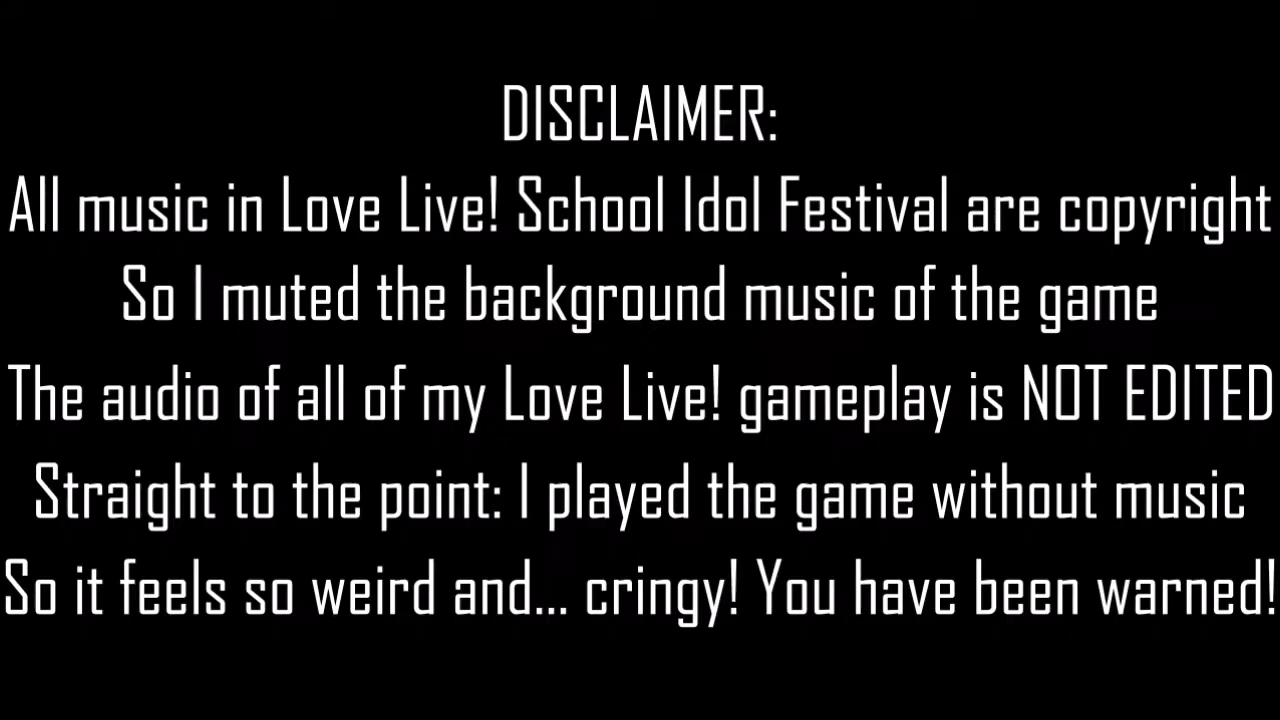 DISCLAIMER:
All music in Love Live! School Idol Festival are copyright
So I muted the background music of the game
The audio of all of my Love Live! gameplay is NOT EDITED
Straight to the point: I played the game without music
So it feels so weird and... cringy! You have been warned!